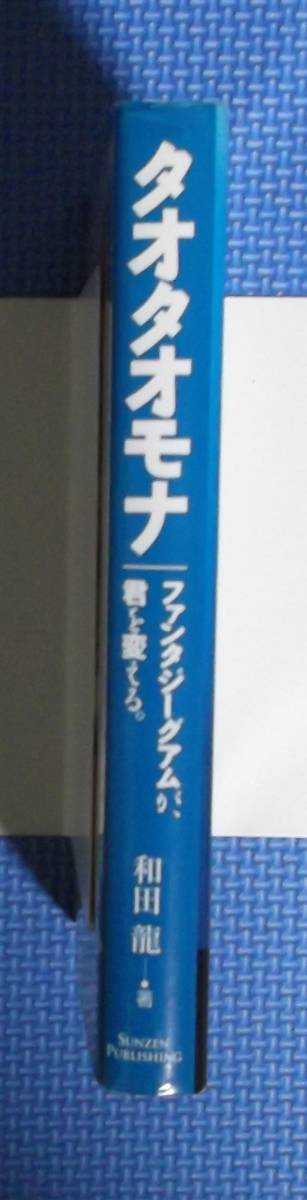 タオタオモナ
ファンタジーグアムが、
君を変える。
和田 龍 著
SUNZEN
PUBLISHING